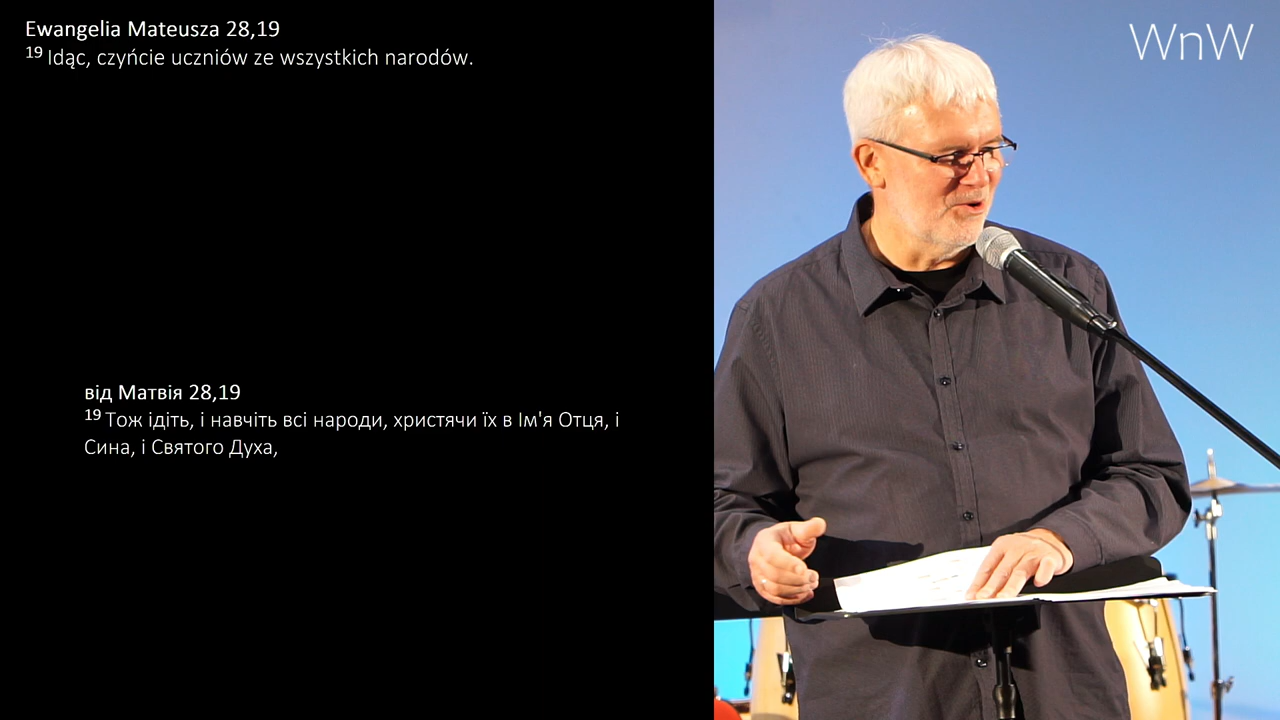 Ewangelia Mateusza 28,19
19 Idąc, czyńcie uczniów ze wszystkich narodów.
WnW
від Матвія 28,19
19 Тож ідіть, і навчіть всі народи, христячи їх в Ім'я Отця, і
Сина, і Святого Духа,